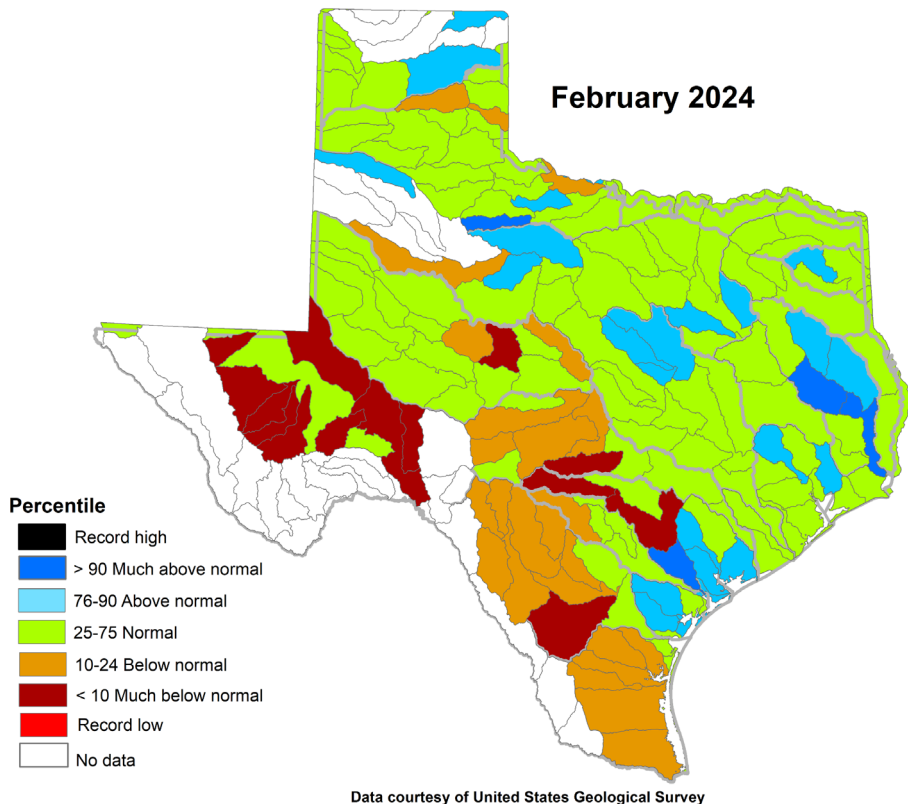 February 2024
Percentile
Record high
> 90 Much above normal
76-90 Above normal
25-75 Normal
10-24 Below normal
< 10 Much below normal
Record low
No data
Data courtesy of United States Geological Survey